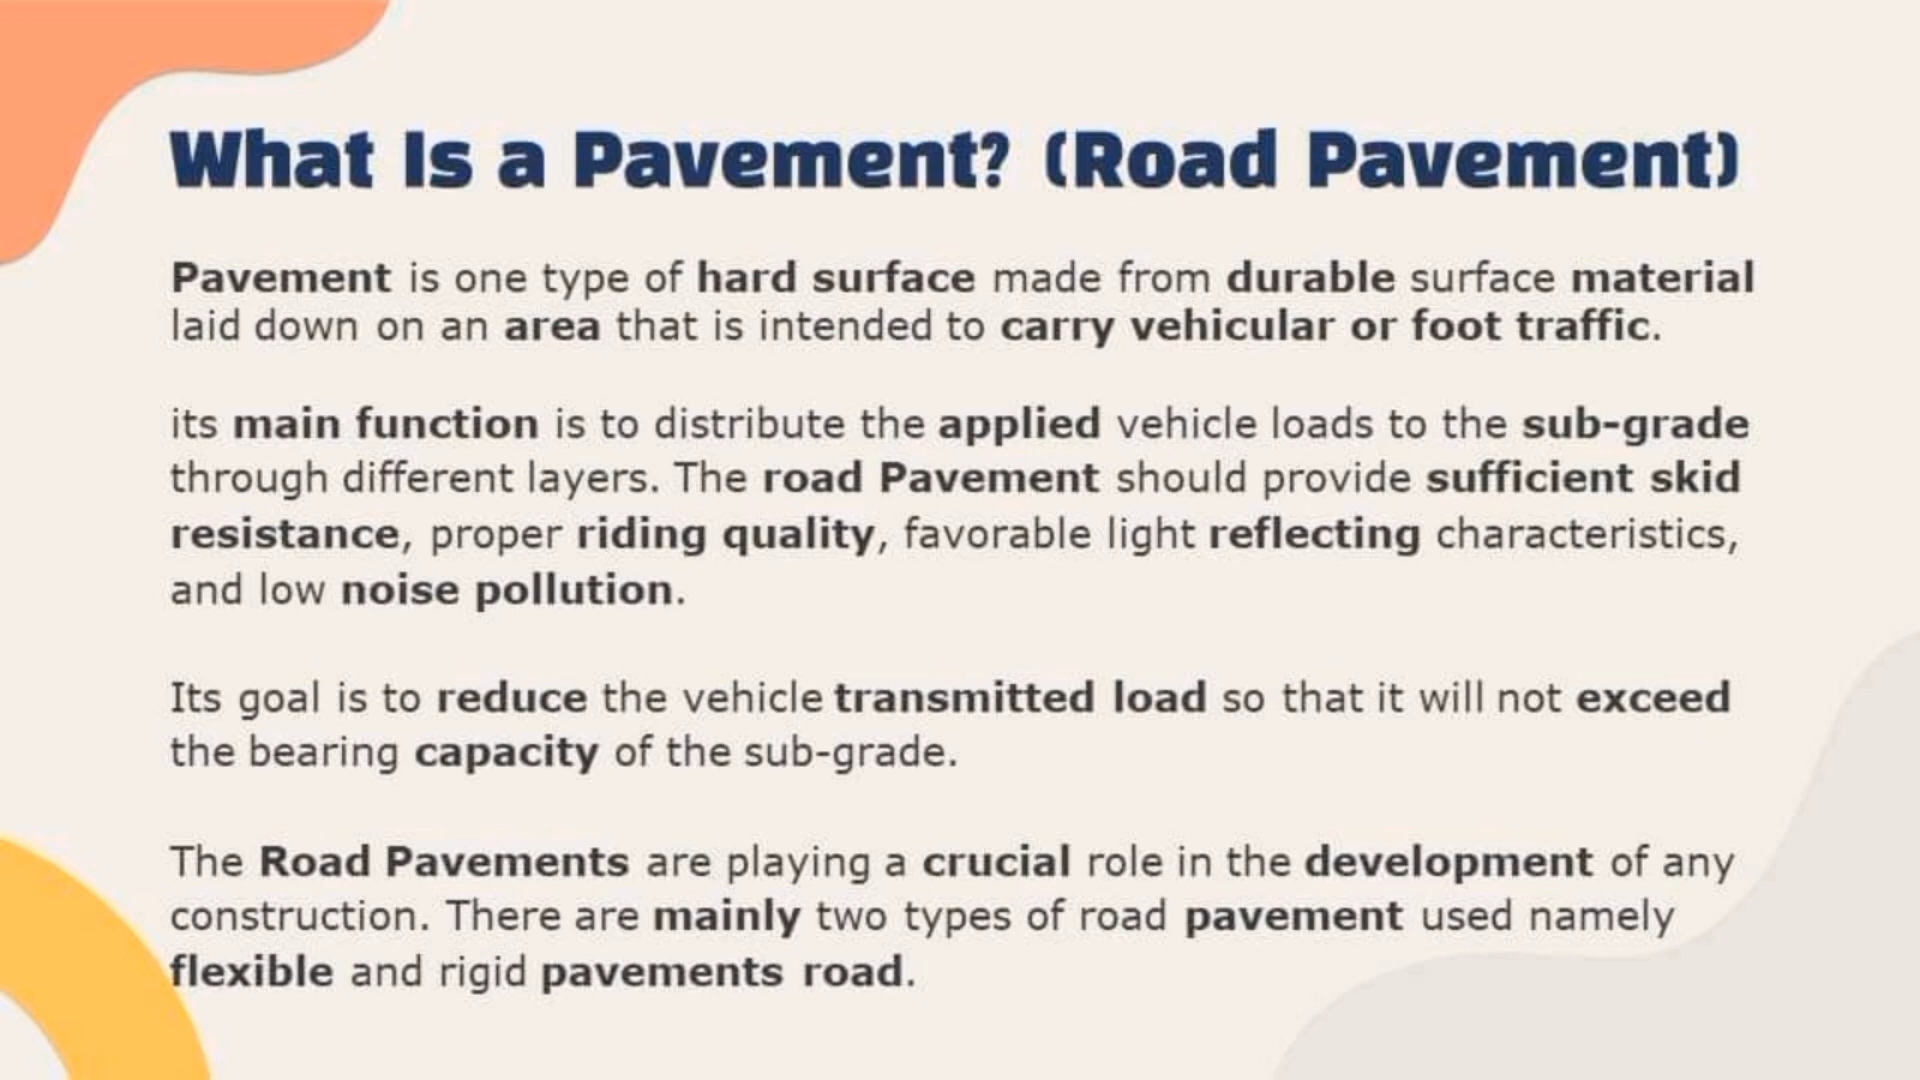 What Is a Pavement? (Road Pavement)
Pavement is one type of hard surface made from durable surface material
laid down on an area that is intended to carry vehicular or foot traffic.
its main function is to distribute the applied vehicle loads to the sub-grade
through different layers. The road Pavement should provide sufficient skid
resistance, proper riding quality, favorable light reflecting characteristics,
and low noise pollution.
Its goal is to reduce the vehicle transmitted load so that it will not exceed
the bearing capacity of the sub-grade.
The Road Pavements are playing a crucial role in the development of any
construction. There are mainly two types of road pavement used namely
flexible and rigid pavements road.